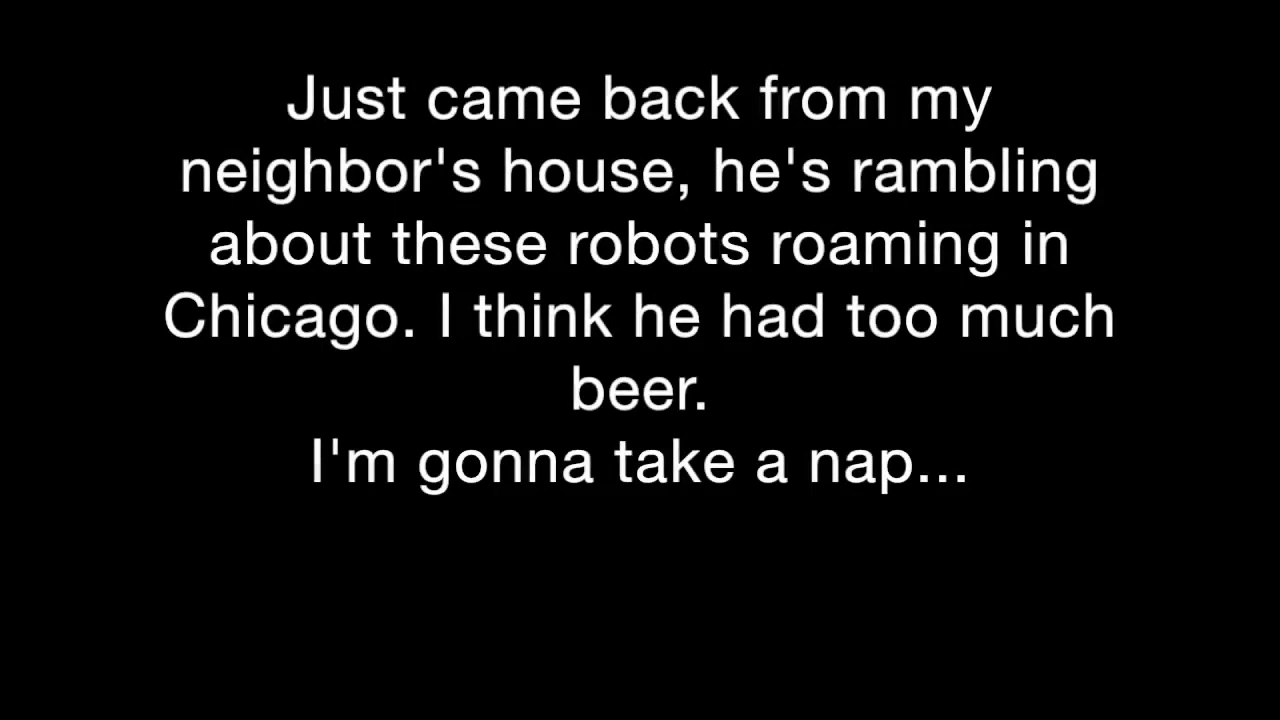 Just came back from my
neighbor's house, he's rambling
about these robots roaming in
Chicago. I think he had too much
beer.
I'm gonna take a nap...